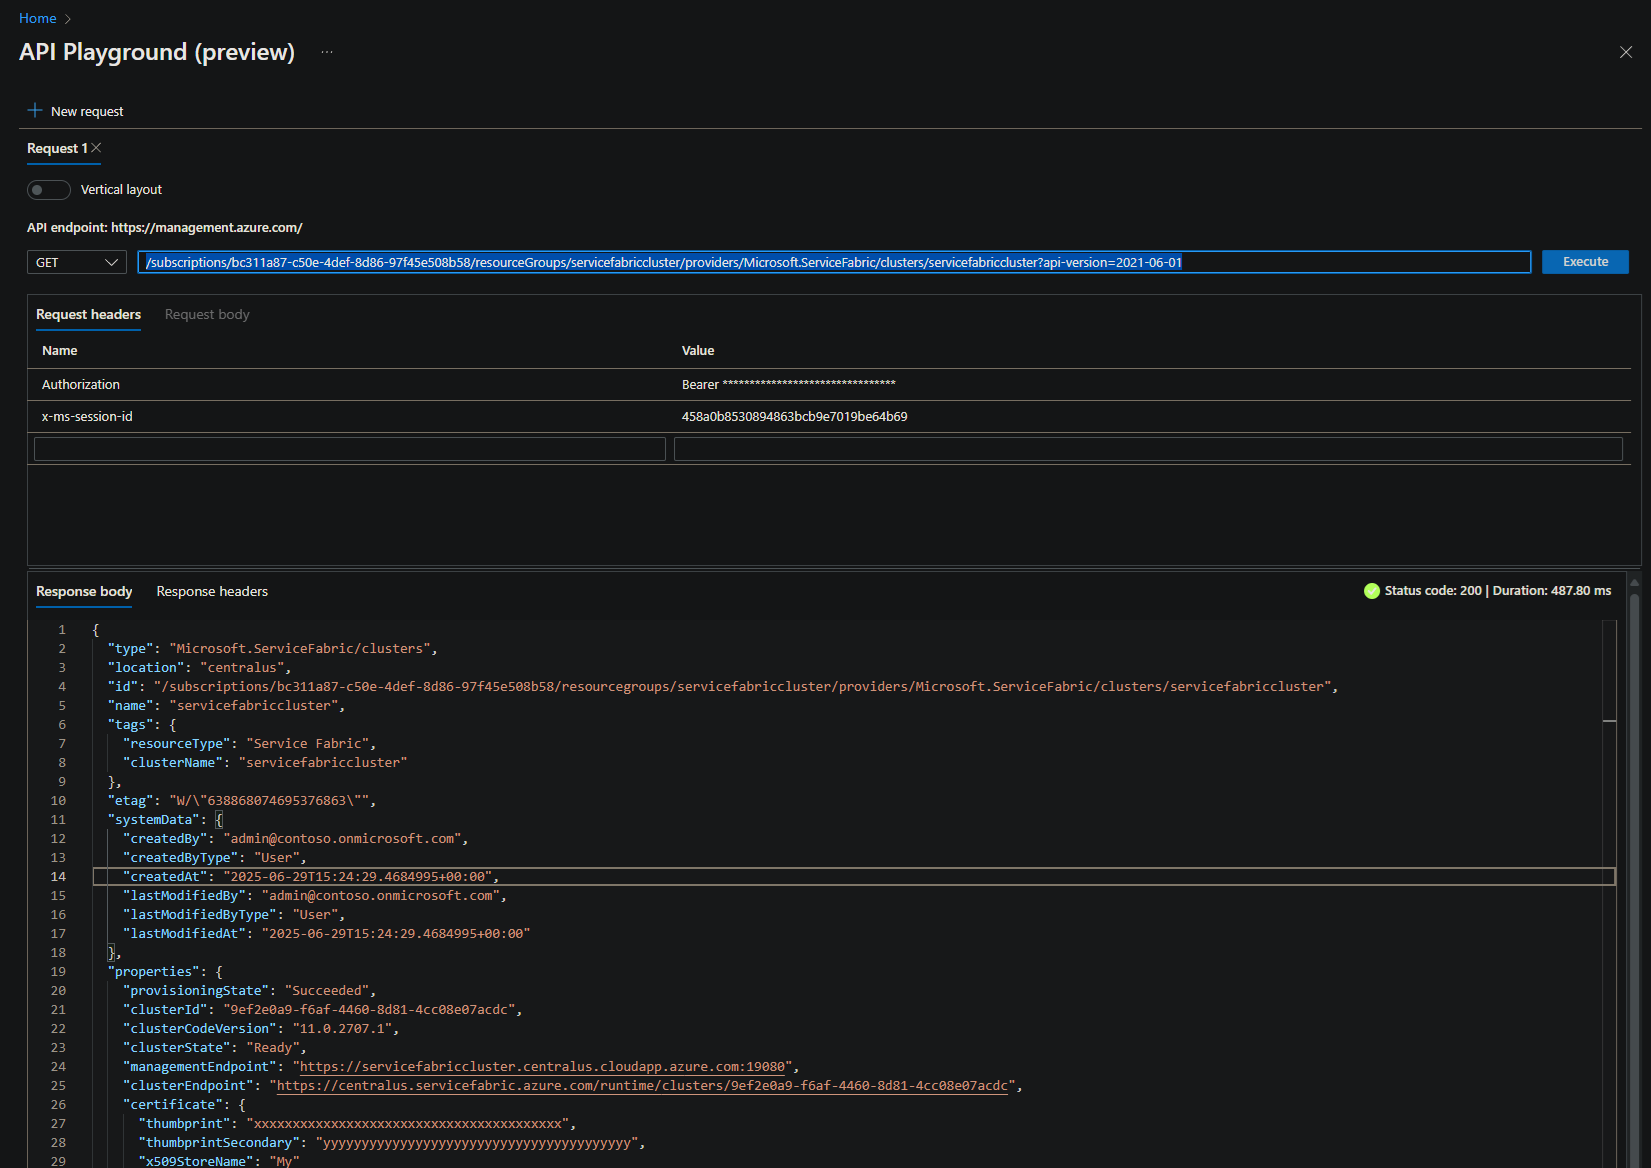 Home >
API Playground (preview) ...
+ New request
Request 1
Vertical layout
API endpoint: https://management.azure.com/
GET /subscriptions/bc311a87-c50e-4def-8d86-97f45e508b58/resourceGroups/servicefabriccluster/providers/Microsoft.ServiceFabric/clusters/servicefabriccluster?api-version=2021-06-01 Execute
Request headers Request body
Name Value
Authorization Bearer ********************************
x-ms-session-id 458a0b8530894863bcb9e7019be64b69
Response body Response headers Status code: 200 | Duration: 487.80 ms
1 {
2 "type": "Microsoft.ServiceFabric/clusters",
3 "location": "centralus",
4 "id": "/subscriptions/bc311a87-c50e-4def-8d86-97f45e508b58/resourcegroups/servicefabriccluster/providers/Microsoft.ServiceFabric/clusters/servicefabriccluster",
5 "name": "servicefabriccluster",
6 "tags": {
7 "resourceType": "Service Fabric",
8 "clusterName": "servicefabriccluster"
9 },
10 "etag": "W/\"638868074695376863\"",
11 "systemData": {
12 "createdBy": "admin@contoso.onmicrosoft.com",
13 "createdByType": "User",
14 "createdAt": "2025-06-29T15:24:29.4684995+00:00",
15 "lastModifiedBy": "admin@contoso.onmicrosoft.com",
16 "lastModifiedByType": "User",
17 "lastModifiedAt": "2025-06-29T15:24:29.4684995+00:00"
18 },
19 "properties": {
20 "provisioningState": "Succeeded",
21 "clusterId": "9ef2e0a9-f6af-4460-8d81-4cc08e07acdc",
22 "clusterCodeVersion": "11.0.2707.1",
23 "clusterState": "Ready",
24 "managementEndpoint": "https://servicefabriccluster.centralus.cloudapp.azure.com:19080",
25 "clusterEndpoint": "https://centralus.servicefabric.azure.com/runtime/clusters/9ef2e0a9-f6af-4460-8d81-4cc08e07acdc",
26 "certificate": {
27 "thumbprint": "xxxxxxxxxxxxxxxxxxxxxxxxxxxxxxxxxxxxxxxx",
28 "thumbprintSecondary": "yyyyyyyyyyyyyyyyyyyyyyyyyyyyyyyyyyyyyyyy",
29 "x509StoreName": "My"